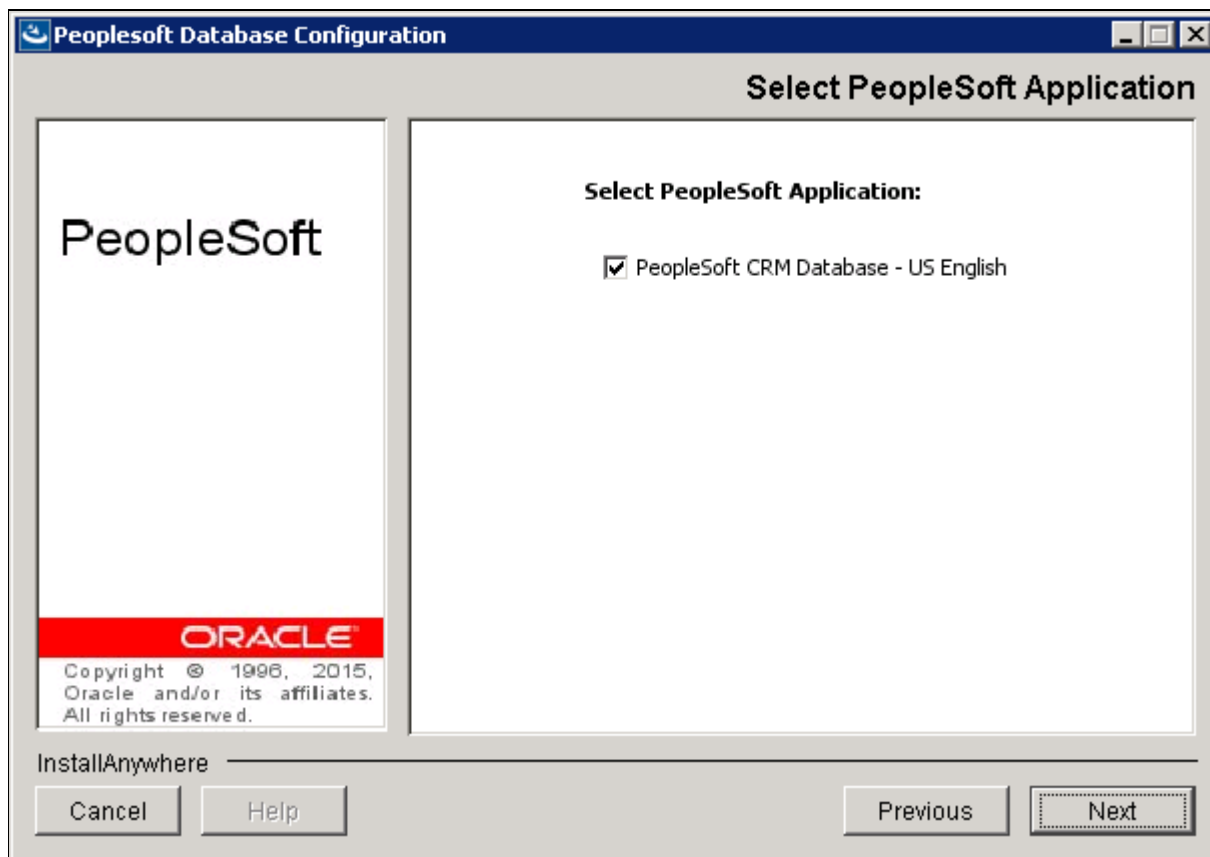 Peoplesoft Database Configuration
Select PeopleSoft Application
PeopleSoft
Select PeopleSoft Application:
PeopleSoft CRM Database - US English
ORACLE
Copyright © 1996, 2015,
Oracle and/or its affiliates.
All rights reserved.
InstallAnywhere
Cancel
Help
Previous
Next